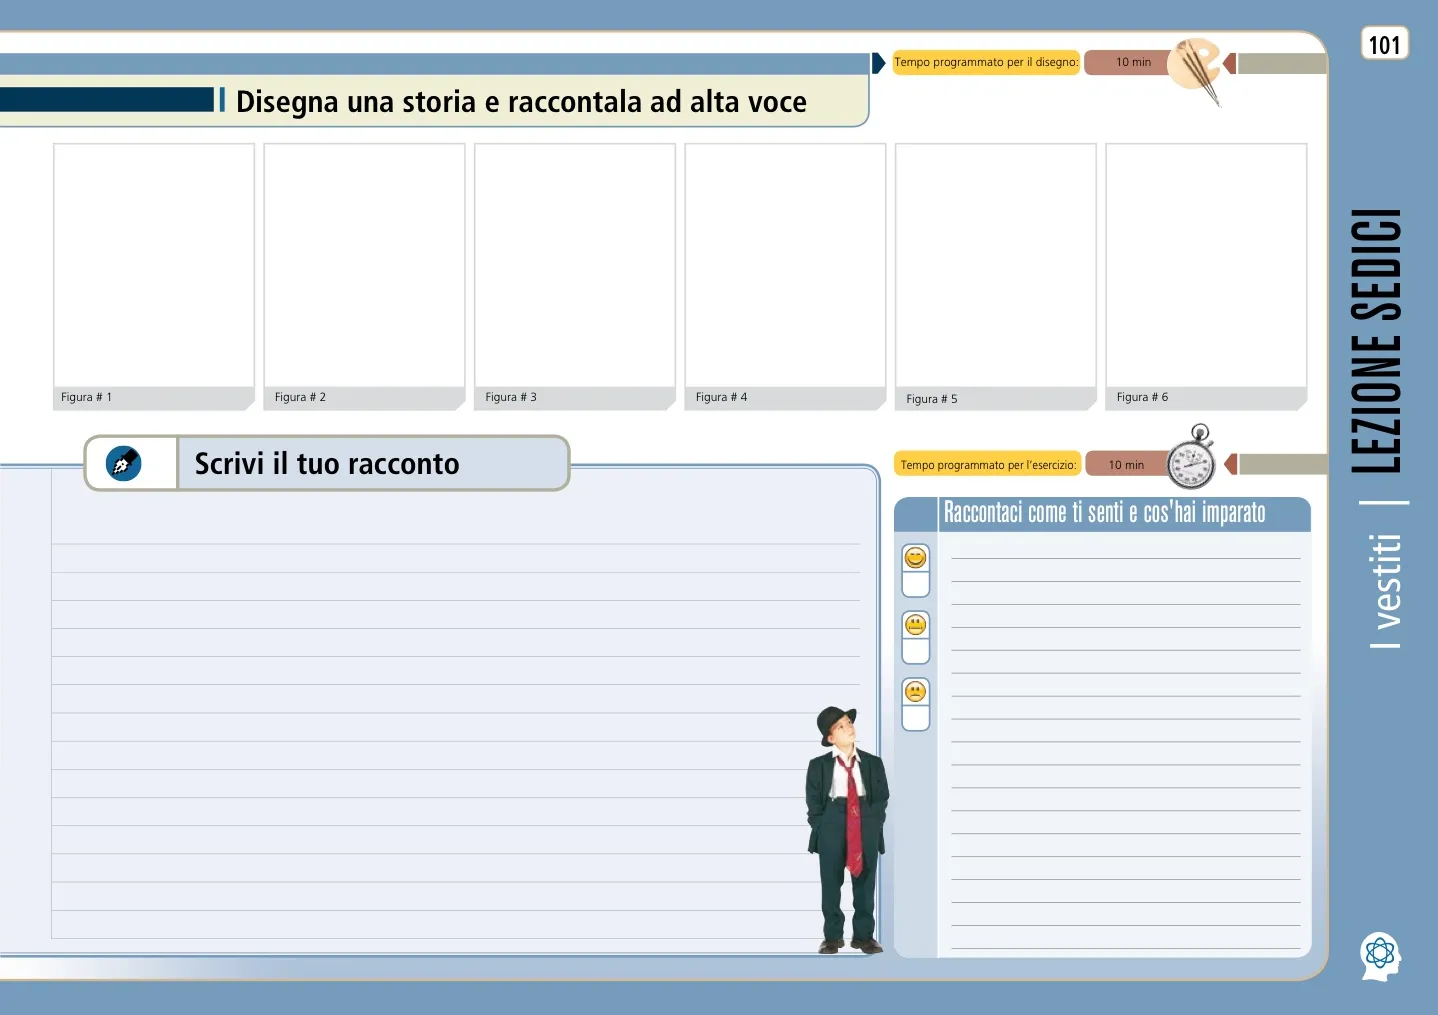 101
Tempo programmato per il disegno:
10 min
Disegna una storia e raccontala ad alta voce
Figura # 1
Figura # 2
Figura # 3
Figura # 4
Figura # 5
Figura # 6
Scrivi il tuo racconto
Tempo programmato per l'esercizio:
10 min
Raccontaci come ti senti e cos'hai imparato
LEZIONE SEDICI
I vestiti